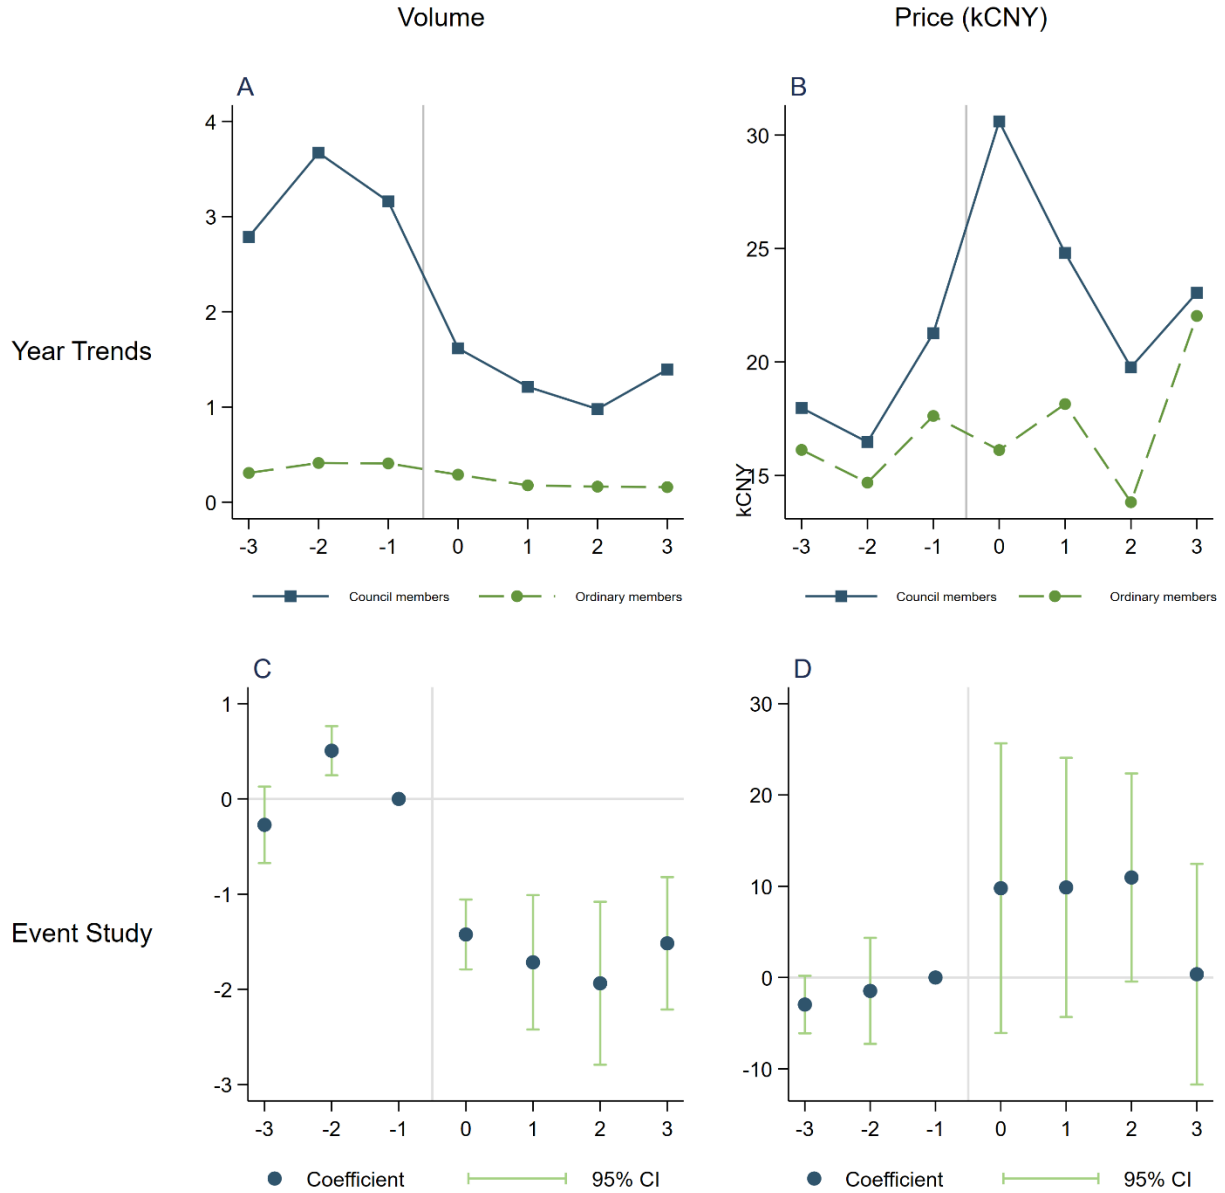 Volume
Price (kCNY)
Year Trends
A
4
3
2
1
0
-3 -2 -1 0 1 2 3
Council members Ordinary members
B
kCNY
30
25
20
15
-3 -2 -1 0 1 2 3
Council members Ordinary members
Event Study
C
1
0
-1
-2
-3
-3 -2 -1 0 1 2 3
Coefficient 95% CI
D
30
20
10
0
-10
-3 -2 -1 0 1 2 3
Coefficient 95% CI